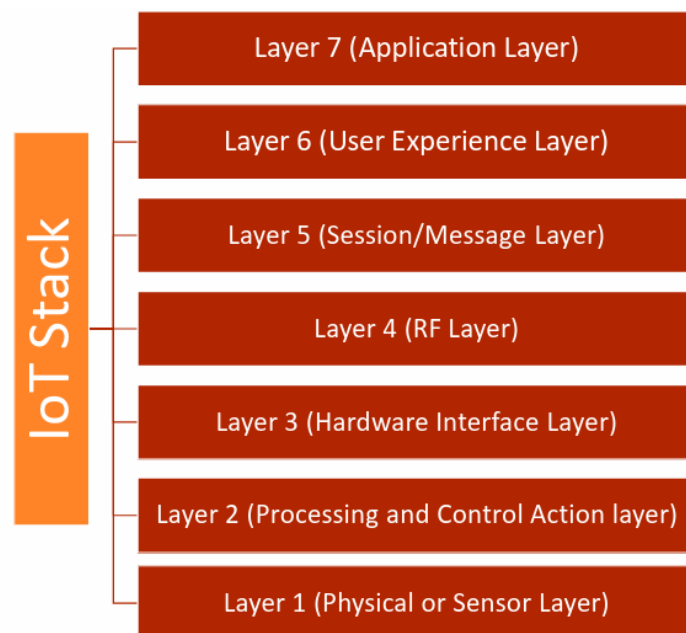 IoT Stack
Layer 7 (Application Layer)
Layer 6 (User Experience Layer)
Layer 5 (Session/Message Layer)
Layer 4 (RF Layer)
Layer 3 (Hardware Interface Layer)
Layer 2 (Processing and Control Action layer)
Layer 1 (Physical or Sensor Layer)